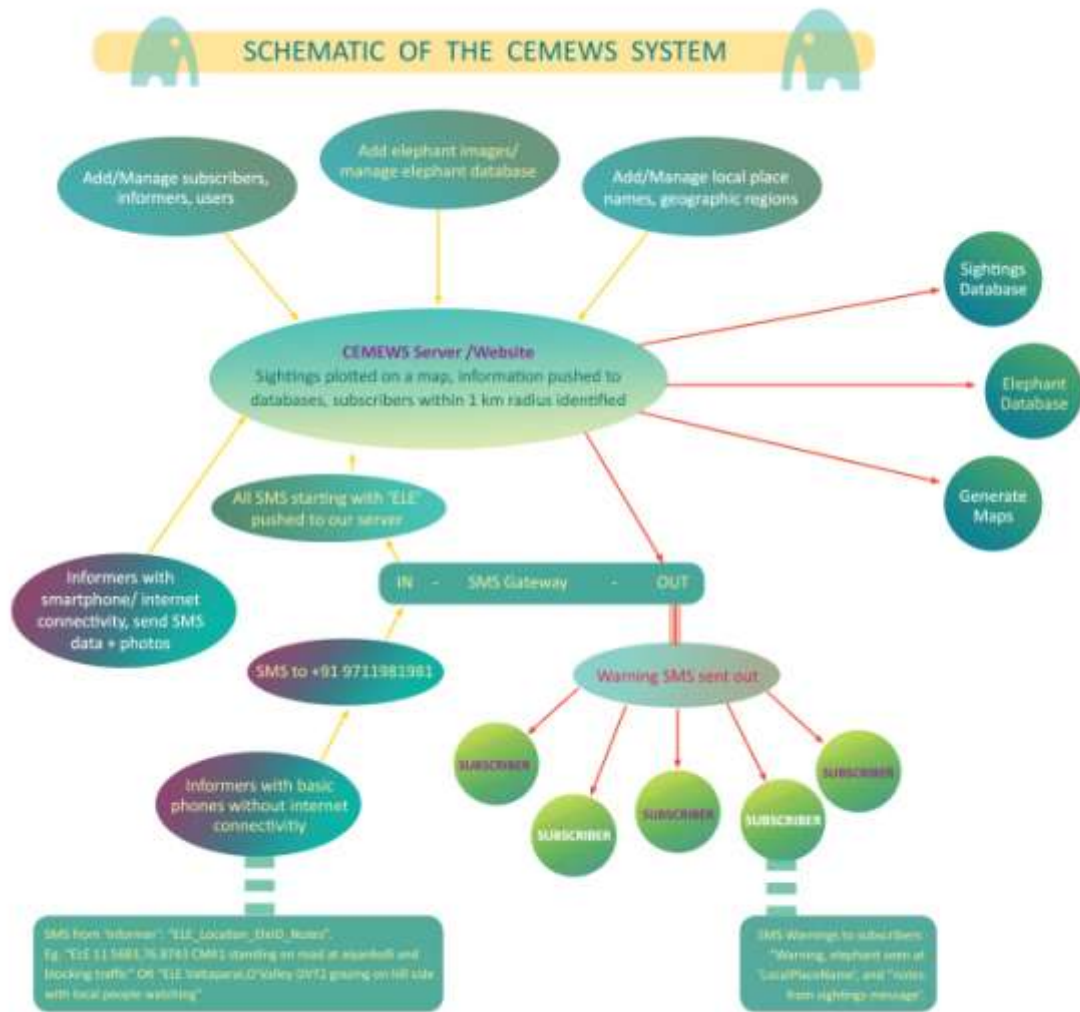 SCHEMATIC OF THE CEMEWS SYSTEM
Add/Manage subscribers,
informers, users
Add elephant images/
manage elephant database
Add/Manage local place
names, geographic regions
Sightings
Database
CEMEWS Server /Website
Sightings plotted on a map, information pushed to
databases, subscribers within 1 km radius identified
Elephant
Database
Generate
Maps
All SMS starting with "ELE"
pushed to our server
Informers with
smartphone/ internet
connectivity, send SMS
data + photos
IN - SMS Gateway - OUT
SMS to +91 9711981981
Warning SMS sent out
SUBSCRIBER
SUBSCRIBER
SUBSCRIBER
SUBSCRIBER
SUBSCRIBER
Informers with basic
phones without internet
connectivitiy
SMS from 'Informer': "ELE_Location_ElliID_Notes".
Eg. "ELE 11.5683,76.8743 CMR1 standing on road at
blocking traffic" OR "ELE O'Valley OVT2 grazing on hill side
with local people watching"
SMS Warnings to subscribers
"Warning, elephant seen at
'LocalPlaceName', and "notes
from sightings message'